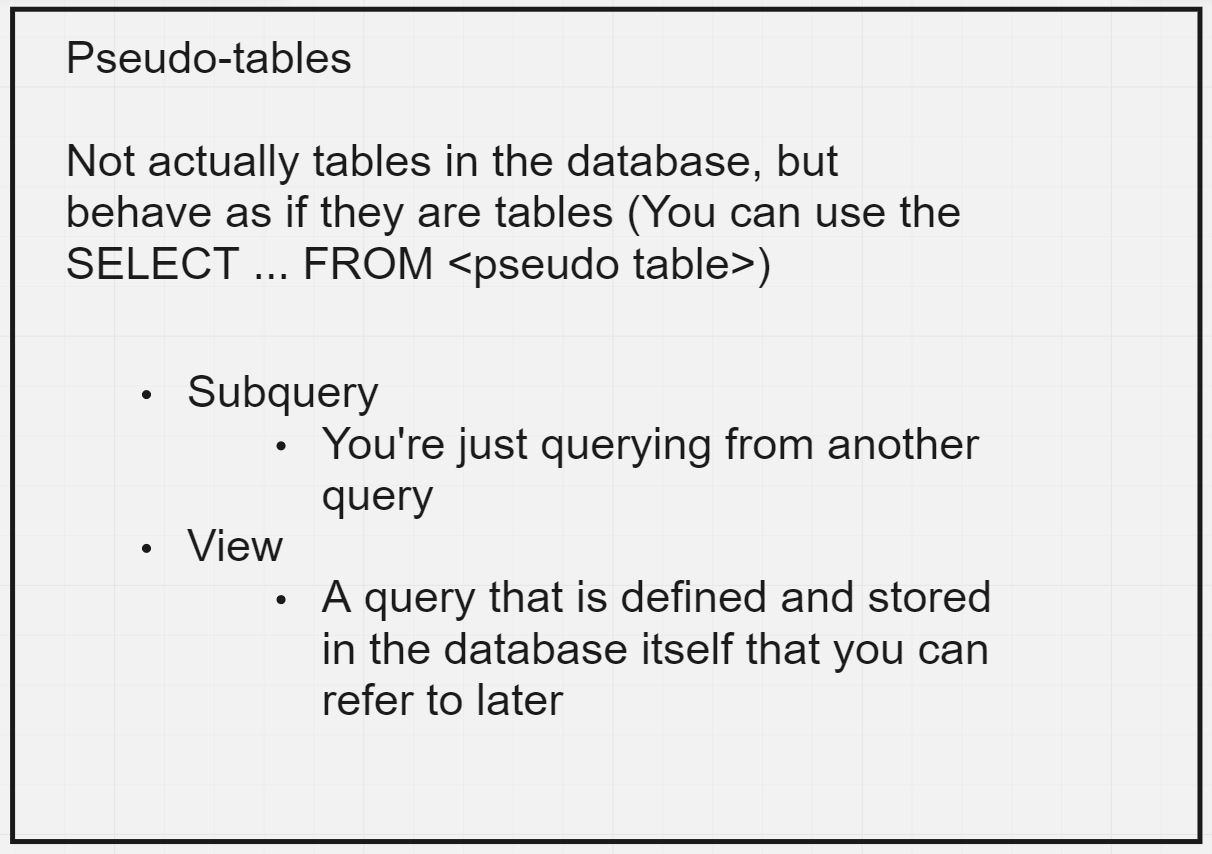 Pseudo-tables
Not actually tables in the database, but
behave as if they are tables (You can use the
SELECT ... FROM <pseudo table>)
• Subquery
• You're just querying from another
query
• View
• A query that is defined and stored
in the database itself that you can
refer to later